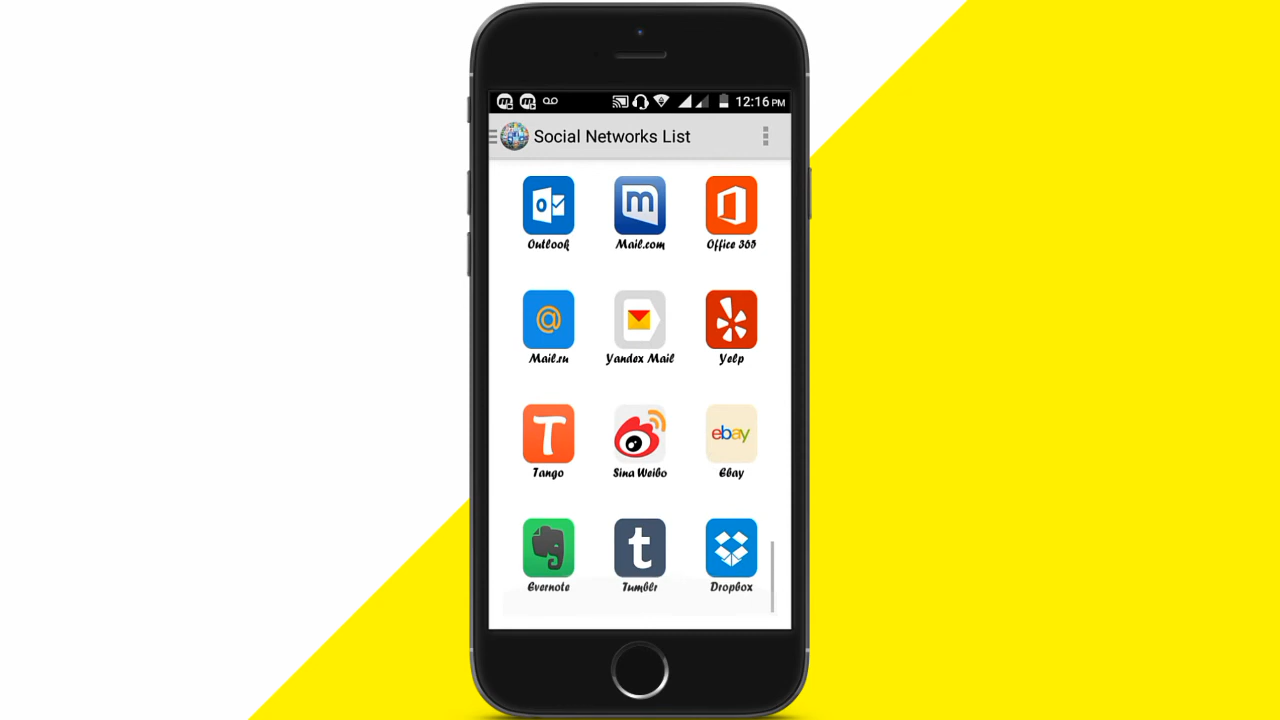 12:16 PM
Social Networks List
Outlook Mail.com Office 365
Mail.ru Yandex Mail Yelp
ebay
Tango Sina Weibo Ebay
Evernote Tumblr Dropbox